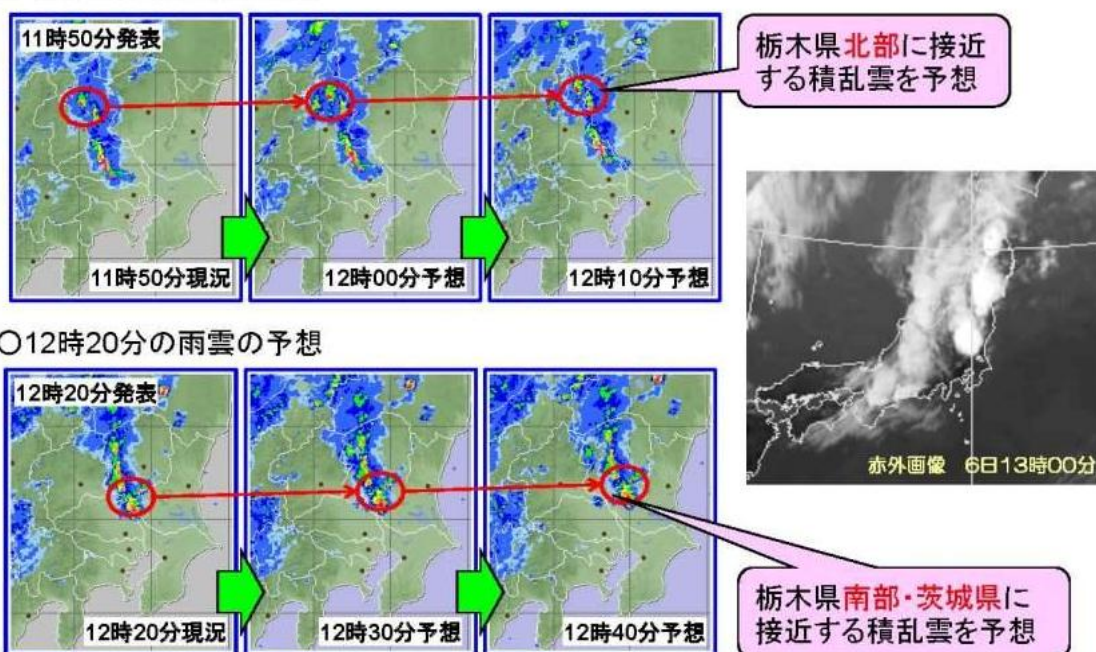 11時50分発表
11時50分現況
12時00分予想
12時10分予想
栃木県北部に接近
する積乱雲を予想
赤外画像 6日13時00分
○12時20分の雨雲の予想
12時20分発表
12時20分現況
12時30分予想
12時40分予想
栃木県南部・茨城県に
接近する積乱雲を予想